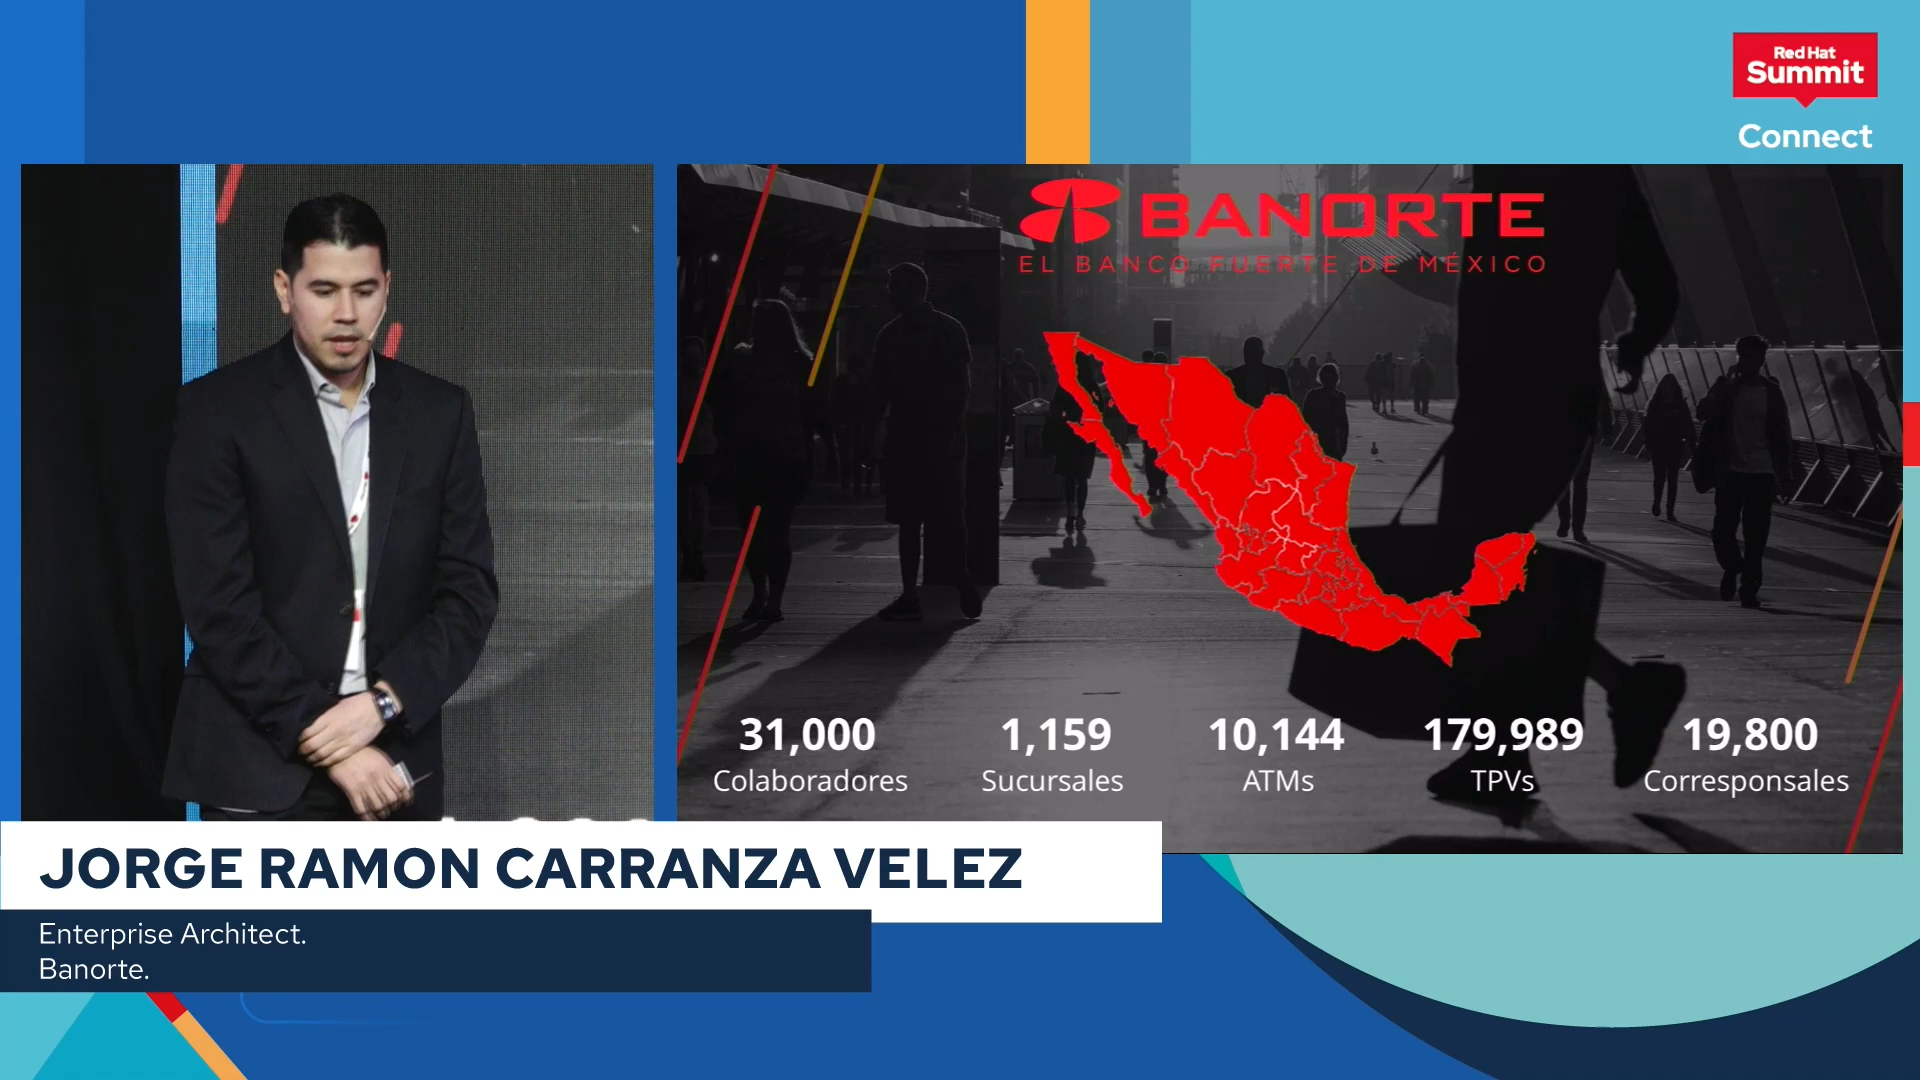 Red Hat
Summit
Connect
BANORTE
EL BANCO FUERTE DE MÉXICO
31,000
Colaboradores
1,159
Sucursales
10,144
ATMs
179,989
TPVs
19,800
Corresponsales
JORGE RAMON CARRANZA VELEZ
Enterprise Architect.
Banorte.